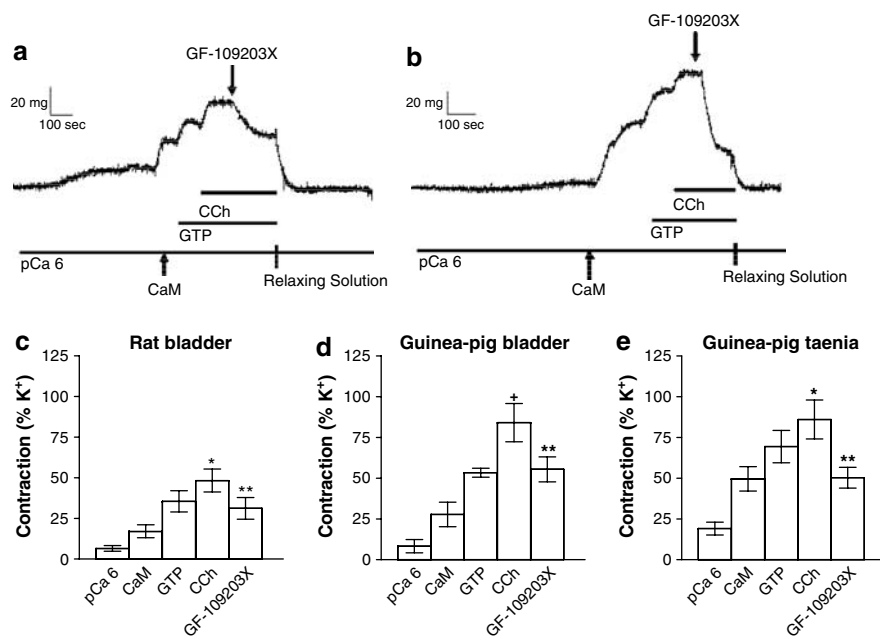 a
GF-109203X
20 mg
100 sec
CCh
GTP
pCa 6
CaM
Relaxing Solution
b
GF-109203X
20 mg
100 sec
CCh
GTP
pCa 6
CaM
Relaxing Solution
c
Rat bladder
Contraction (% K⁺)
125
100
75
50
25
0
*
**
pCa 6
CaM
GTP
CCh
GF-109203X
d
Guinea-pig bladder
Contraction (% K⁺)
125
100
75
50
25
0
+
**
pCa 6
CaM
GTP
CCh
GF-109203X
e
Guinea-pig taenia
Contraction (% K⁺)
125
100
75
50
25
0
*
**
pCa 6
CaM
GTP
CCh
GF-109203X